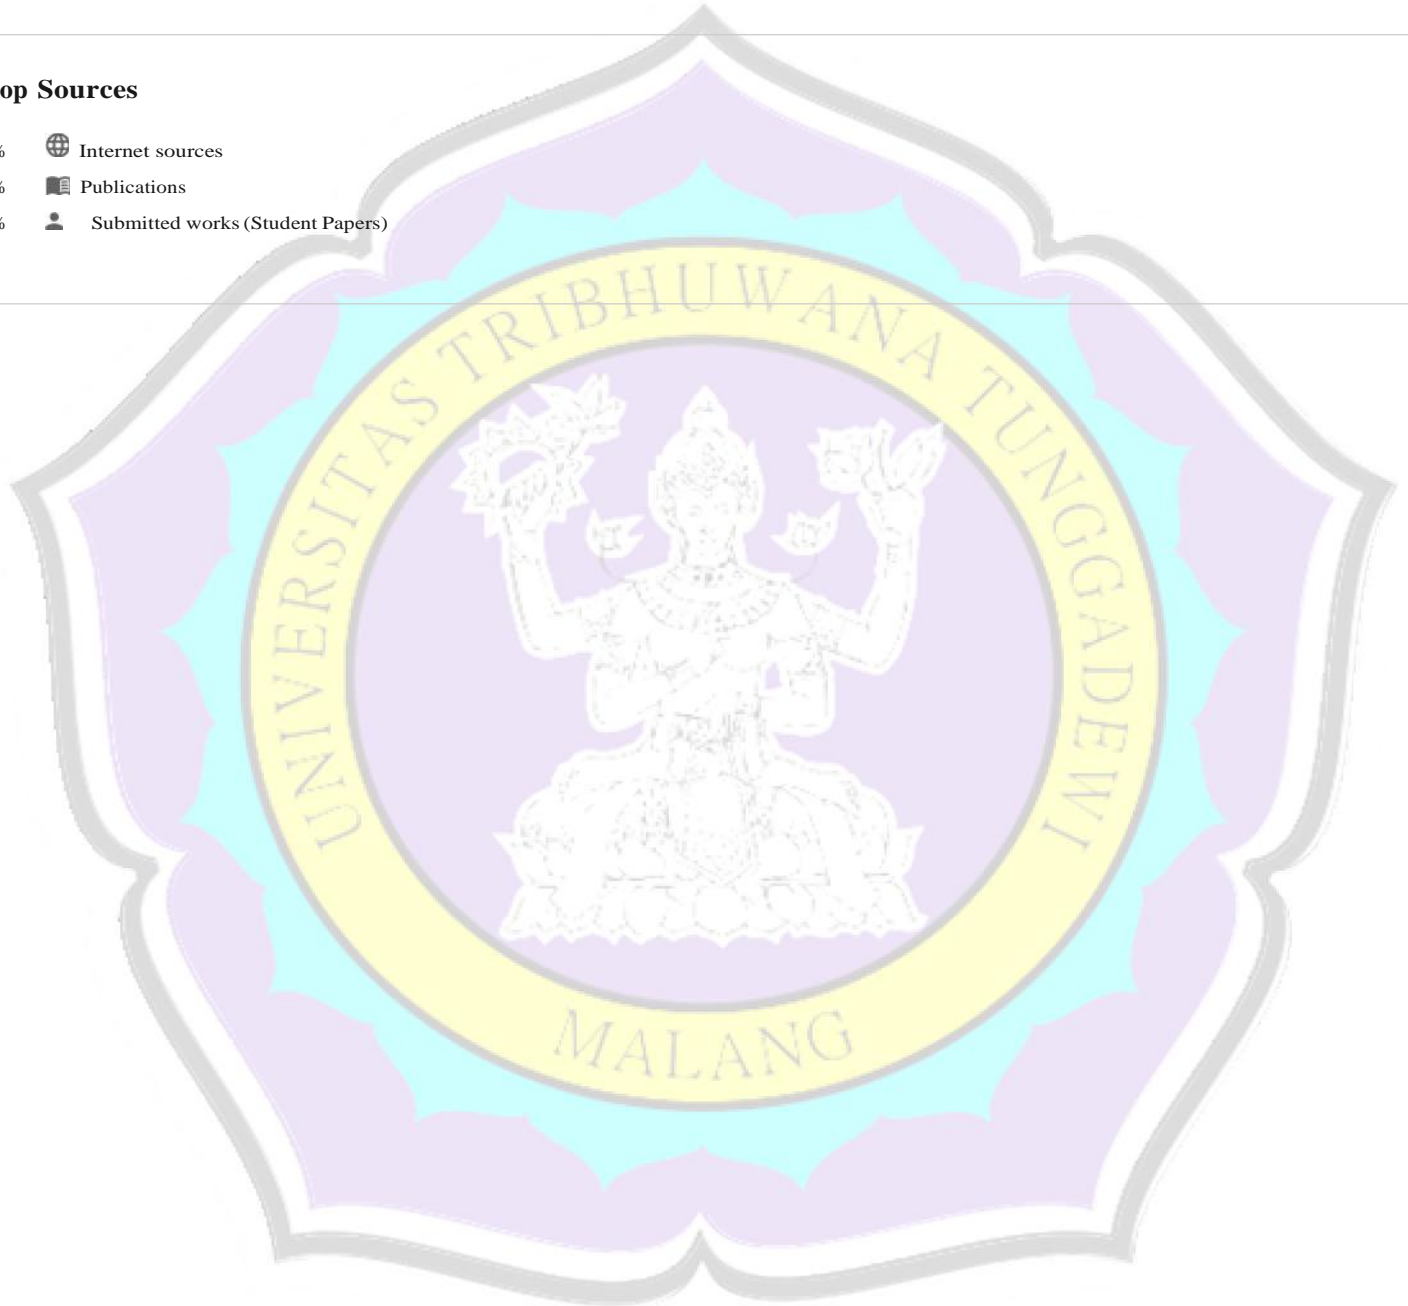 op Sources
% Internet sources
% Publications
% Submitted works (Student Papers)
UNIVERSITAS TRIBHUWANA TUNGGADEWI
MALANG